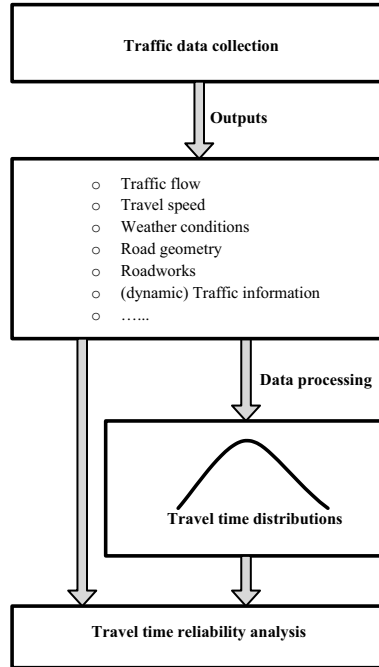 Traffic data collection
Outputs
o Traffic flow
o Travel speed
o Weather conditions
o Road geometry
o Roadworks
o (dynamic) Traffic information
o …...
Data processing
Travel time distributions
Travel time reliability analysis